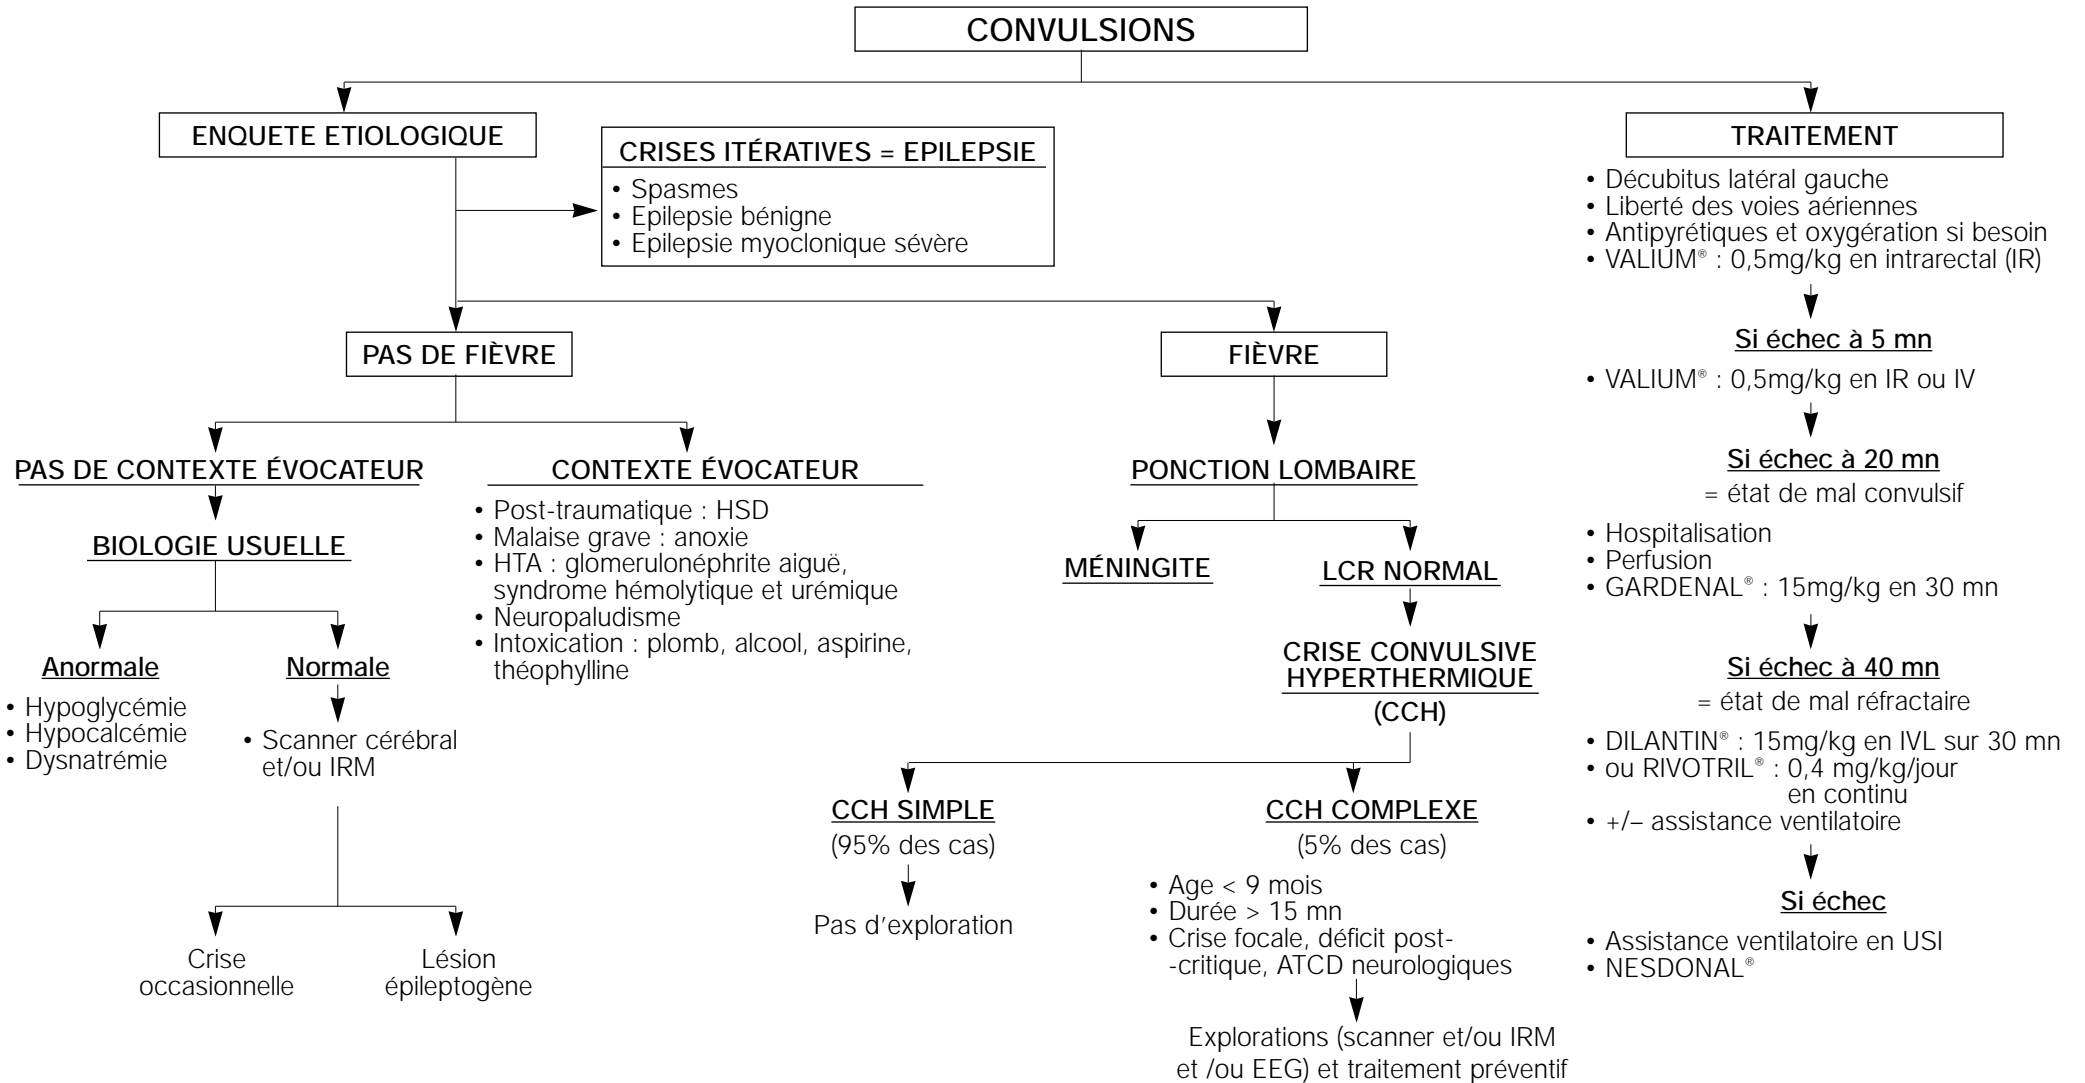 CONVULSIONS
ENQUETE ETIOLOGIQUE
CRISES ITÉRATIVES = EPILEPSIE
• Spasmes
• Epilepsie bénigne
• Epilepsie myoclonique sévère
PAS DE FIÈVRE
PAS DE CONTEXTE ÉVOCATEUR
BIOLOGIE USUELLE
Anormale
• Hypoglycémie
• Hypocalcémie
• Dysnatrémie
Normale
• Scanner cérébral
et/ou IRM
Crise
occasionnelle
Lésion
épileptogène
CONTEXTE ÉVOCATEUR
• Post-traumatique : HSD
• Malaise grave : anoxie
• HTA : glomerulonéphrite aiguë,
syndrome hémolytique et urémique
• Neuropaludisme
• Intoxication : plomb, alcool, aspirine,
théophylline
FIÈVRE
PONCTION LOMBAIRE
MÉNINGITE
LCR NORMAL
CRISE CONVULSIVE
HYPERTHERMIQUE
(CCH)
CCH SIMPLE
(95% des cas)
Pas d'exploration
CCH COMPLEXE
(5% des cas)
• Age < 9 mois
• Durée > 15 mn
• Crise focale, déficit post-
-critique, ATCD neurologiques
Explorations (scanner et/ou IRM
et /ou EEG) et traitement préventif
TRAITEMENT
• Décubitus latéral gauche
• Liberté des voies aériennes
• Antipyrétiques et oxygération si besoin
• VALIUM® : 0,5mg/kg en intrarectal (IR)
Si échec à 5 mn
• VALIUM® : 0,5mg/kg en IR ou IV
Si échec à 20 mn
= état de mal convulsif
• Hospitalisation
• Perfusion
• GARDENAL® : 15mg/kg en 30 mn
Si échec à 40 mn
= état de mal réfractaire
• DILANTIN® : 15mg/kg en IVL sur 30 mn
• ou RIVOTRIL® : 0,4 mg/kg/jour
en continu
• +/– assistance ventilatoire
Si échec
• Assistance ventilatoire en USI
• NESDONAL®